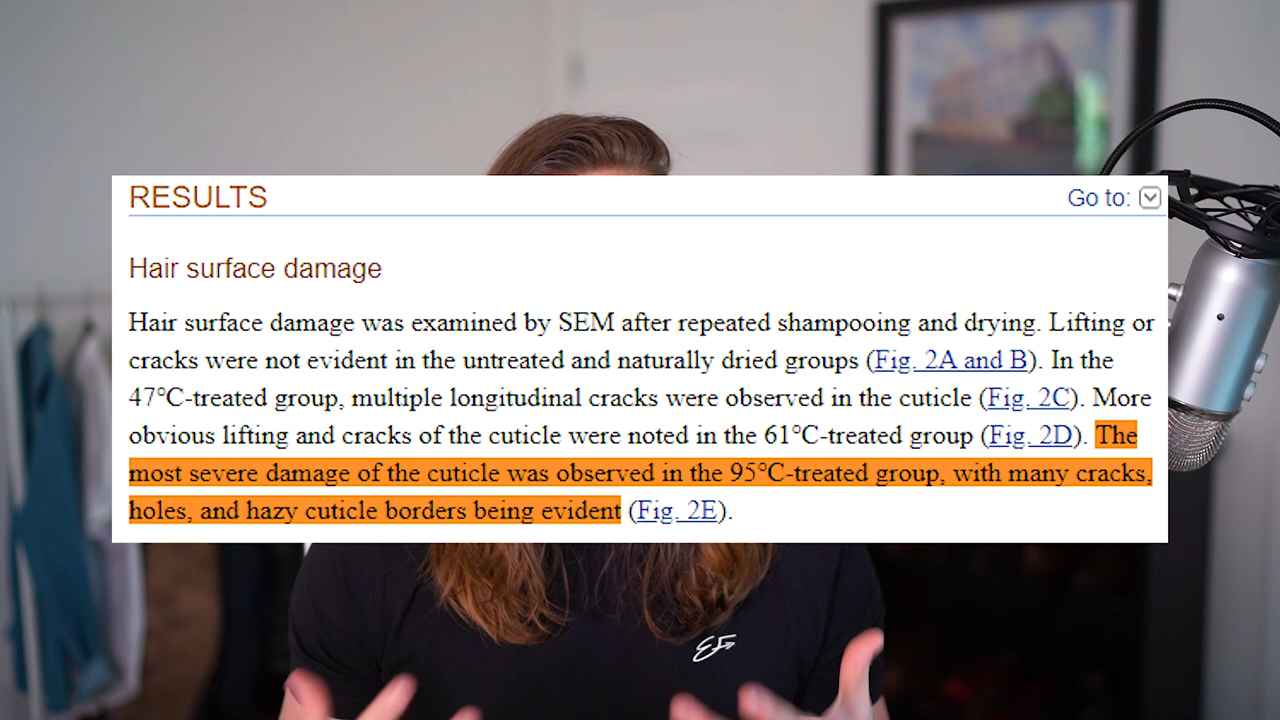 RESULTS
Go to:
Hair surface damage
Hair surface damage was examined by SEM after repeated shampooing and drying. Lifting or
cracks were not evident in the untreated and naturally dried groups (Fig. 2A and B). In the
47°C-treated group, multiple longitudinal cracks were observed in the cuticle (Fig. 2C). More
obvious lifting and cracks of the cuticle were noted in the 61°C-treated group (Fig. 2D). The
most severe damage of the cuticle was observed in the 95°C-treated group, with many cracks,
holes, and hazy cuticle borders being evident (Fig. 2E).